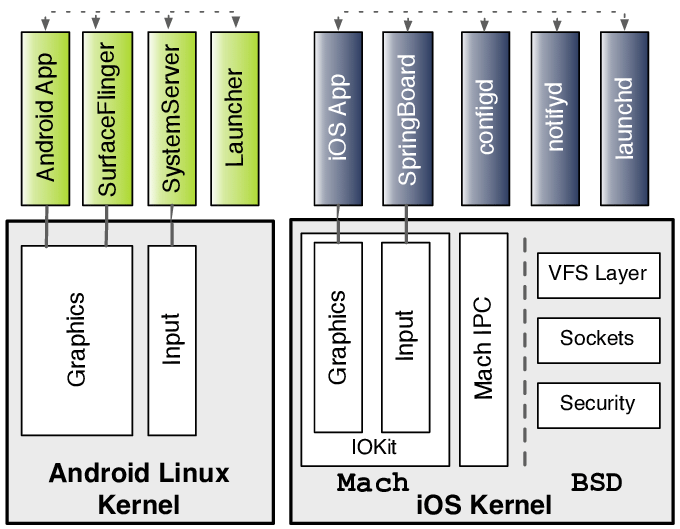 Android App
SurfaceFlinger
SystemServer
Launcher
iOS App
SpringBoard
configd
notifyd
launchd
Graphics
Input
Android Linux
Kernel
Graphics
Input
IOKit
Mach IPC
VFS Layer
Sockets
Security
Mach
BSD
iOS Kernel